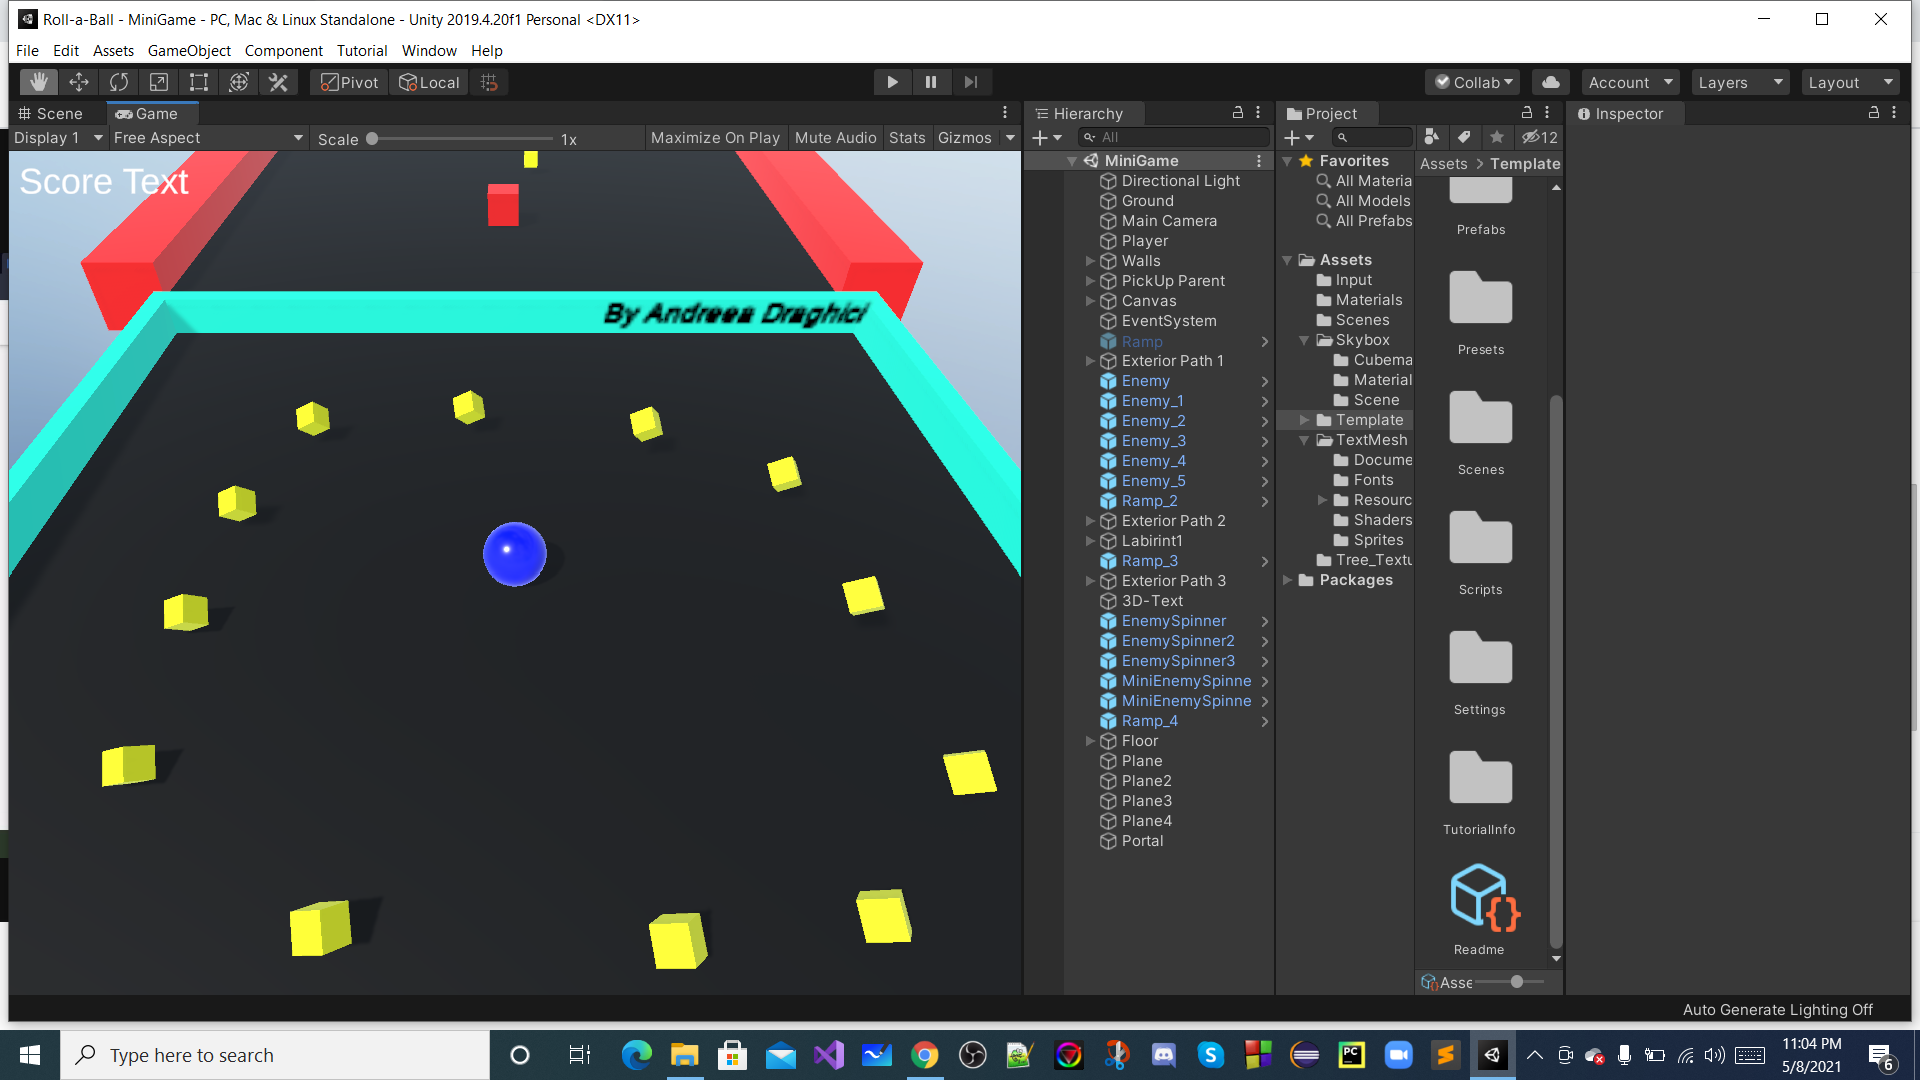 Roll-a-Ball - MiniGame - PC, Mac & Linux Standalone - Unity 2019.4.20f1 Personal <DX11>
File Edit Assets GameObject Component Tutorial Window Help
Pivot Local Collab Account Layers Layout
Scene Game
Display 1 Free Aspect Scale 1x Maximize On Play Mute Audio Stats Gizmos
Score Text
By Andreea Draghici
Hierarchy
All
MiniGame
Directional Light
Ground
Main Camera
Player
Walls
PickUp Parent
Canvas
EventSystem
Ramp
Exterior Path 1
Enemy
Enemy_1
Enemy_2
Enemy_3
Enemy_4
Enemy_5
Ramp_2
Exterior Path 2
Labirint1
Ramp_3
Exterior Path 3
3D-Text
EnemySpinner
EnemySpinner2
EnemySpinner3
MiniEnemySpinne
MiniEnemySpinne
Ramp_4
Floor
Plane
Plane2
Plane3
Plane4
Portal
Project
12
Favorites
All Materia
All Models
All Prefabs
Assets
Input
Materials
Scenes
Skybox
Cubema
Material
Scene
Template
TextMesh
Docume
Fonts
Resourc
Shaders
Sprites
Tree_Textu
Packages
Assets > Template
Prefabs
Presets
Scenes
Scripts
Settings
TutorialInfo
Readme
Asse
Inspector
Auto Generate Lighting Off
Type here to search
PC
11:04 PM
5/8/2021
6